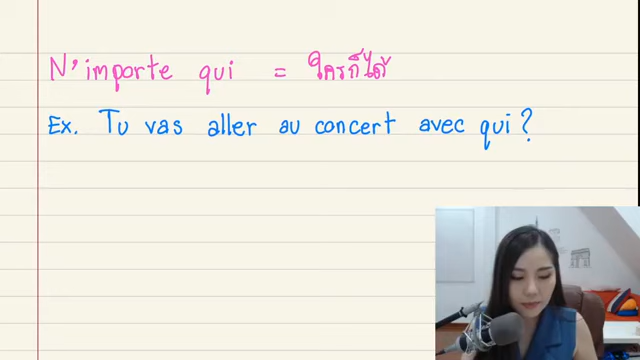 N'importe qui = ใครก็ได้
Ex. Tu vas aller au concert avec qui ?